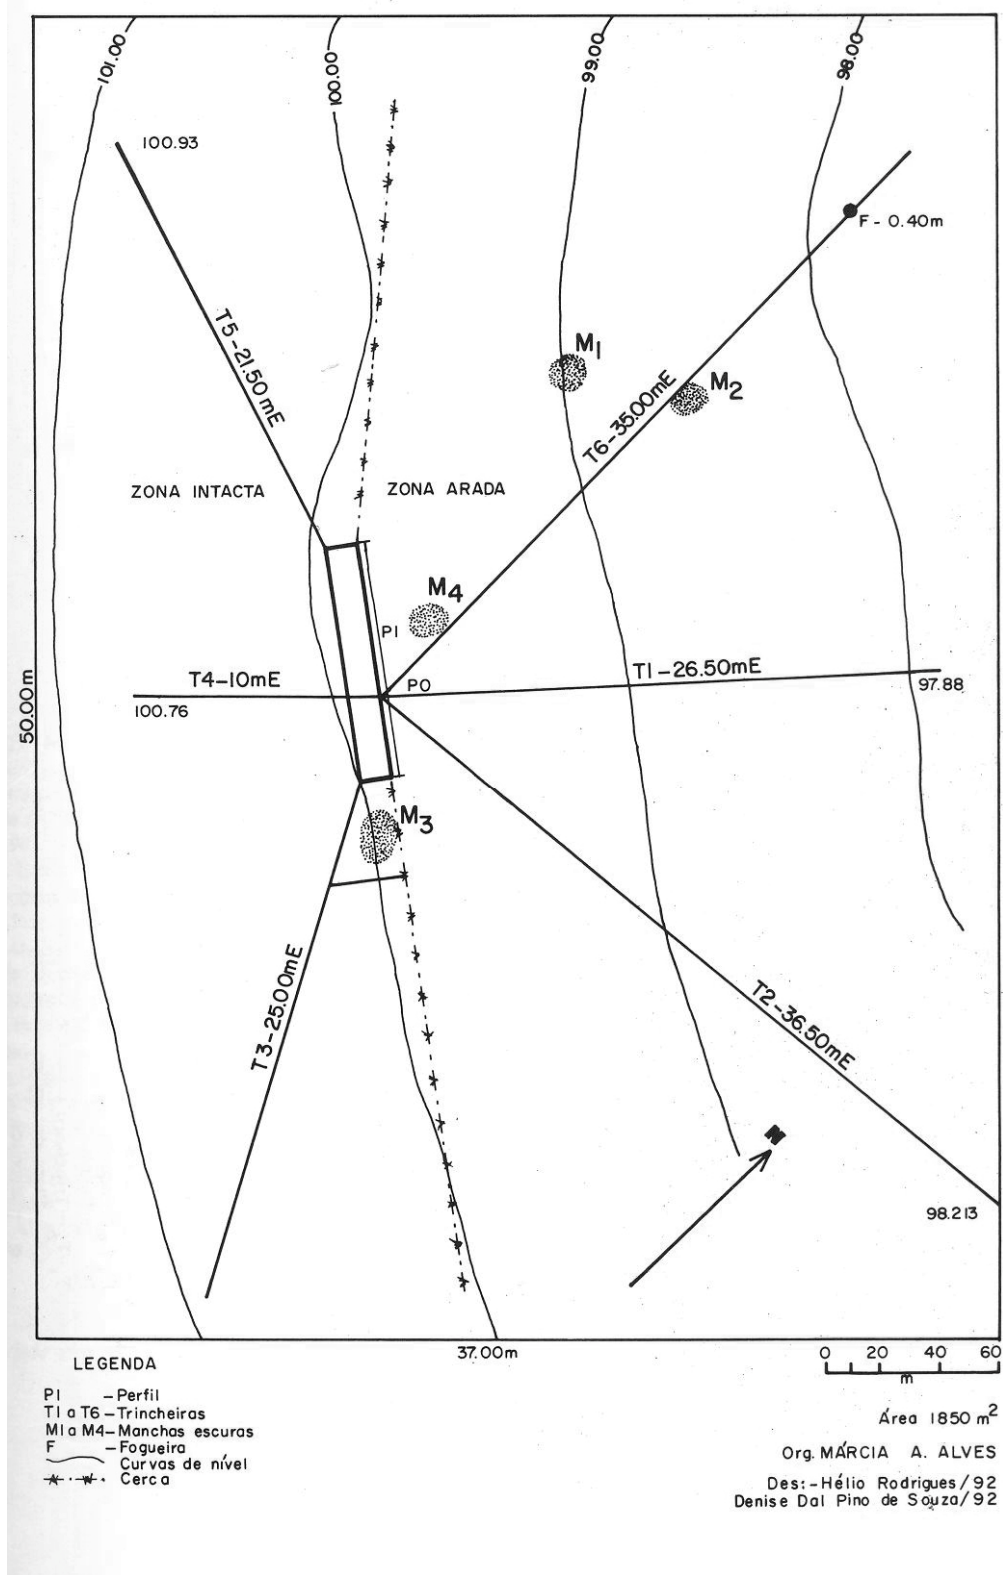 101.00
100.00
99.00
98.00
100.93
F - 0.40m
T5-21.50mE
M1
M2
T6-35.00mE
ZONA INTACTA
ZONA ARADA
M4
P1
T4-10mE
PO
T1-26.50mE
100.76
97.88
50.00m
M3
T3-25.00mE
T2-36.50mE
N
98.213
37.00m
0 20 40 60
m
LEGENDA
P1 -Perfil
T1 a T6-Trincheiras
M1 a M4-Manchas escuras
F -Fogueira
Curvas de nível
Cerca
Área 1850 m²
Org. MÁRCIA A. ALVES
Des:-Hélio Rodrigues/92
Denise Dal Pino de Souza/92